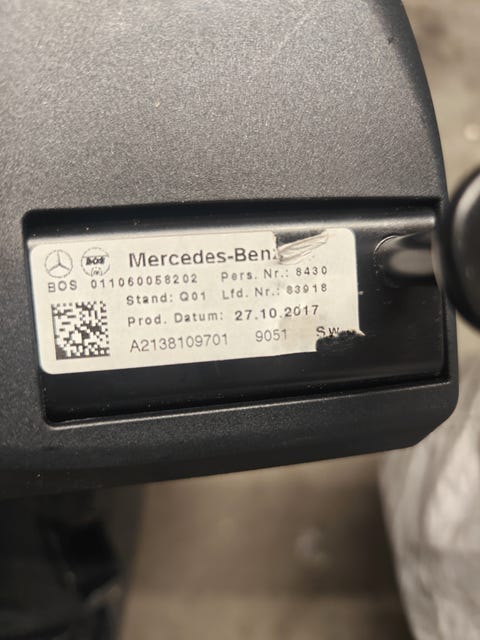 BOS Mercedes-Benz
BOS 011060058202 Pers. Nr.: 8430
Stand: Q01 Lfd. Nr.: 83918
Prod. Datum: 27.10.2017
A2138109701 9051